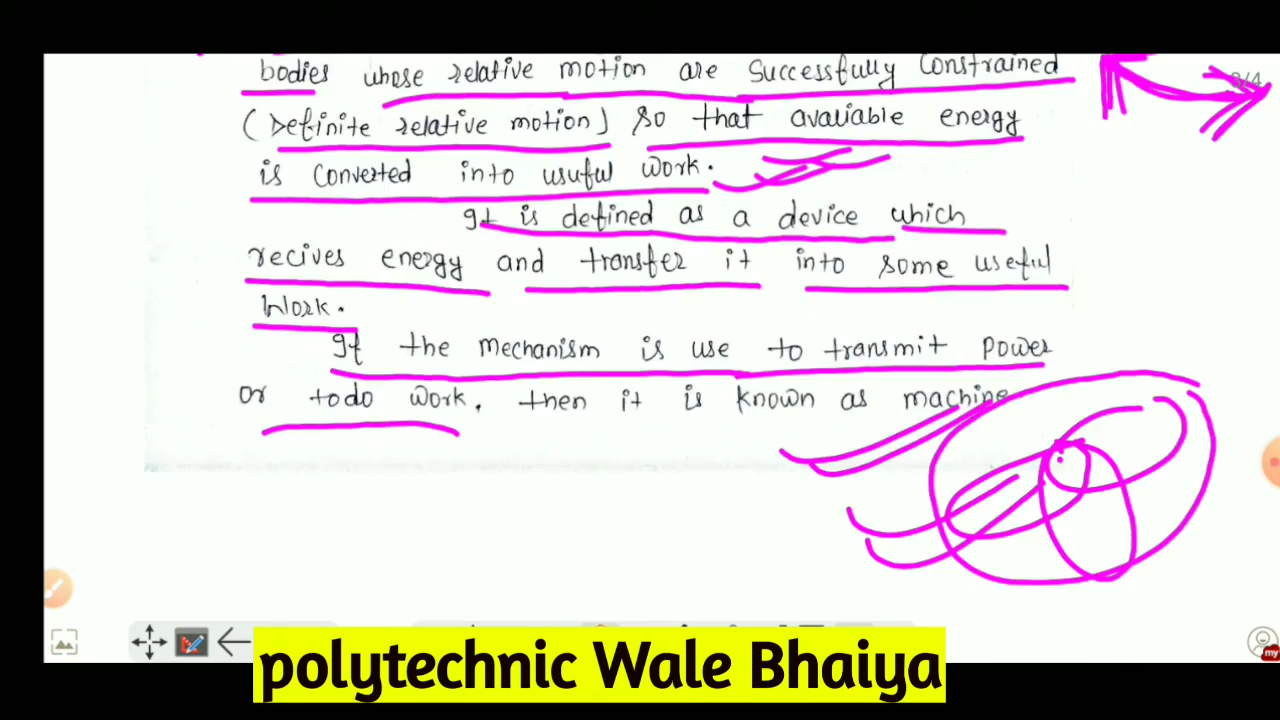 bodies whose relative motion are Successfully Constrained
(Definite relative motion) so that avaliable energy
is converted into usuful work.
It is defined as a device which
recives energy and transfer it into some useful
Work.
If the mechanism is use to transmit power
or todo work, then it is known as machine
polytechnic Wale Bhaiya
my